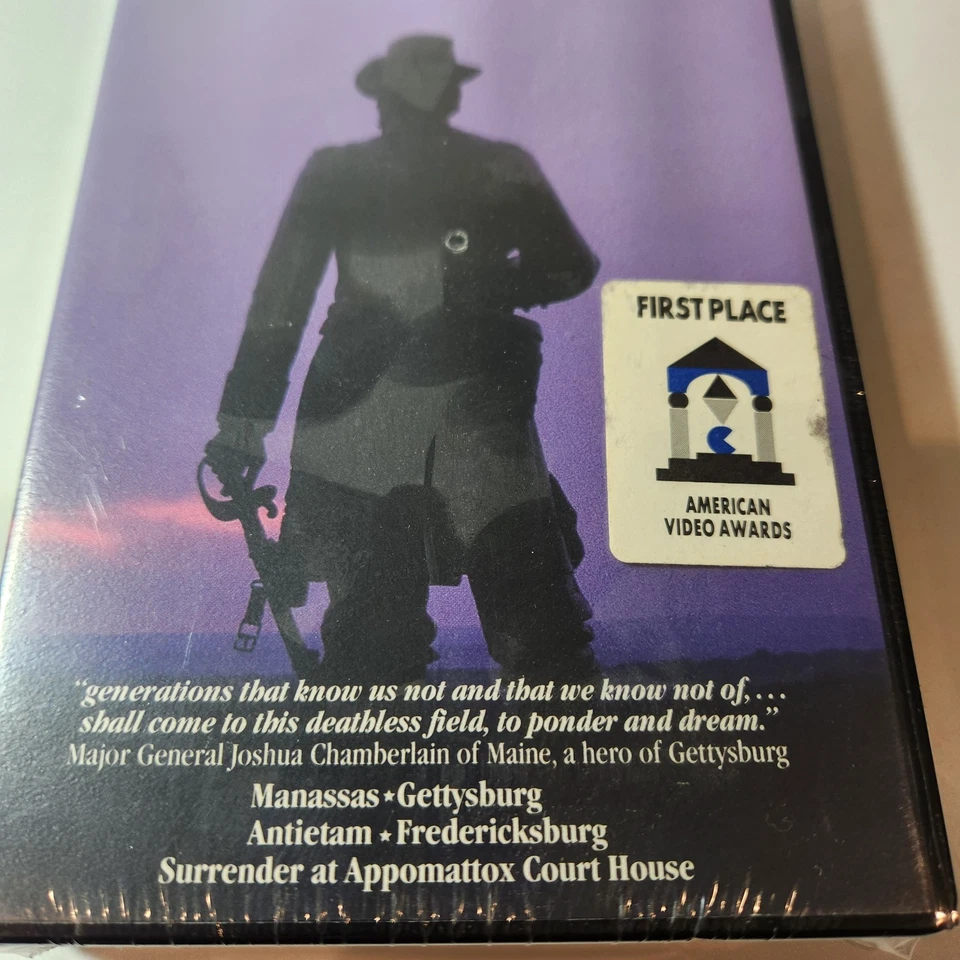 FIRST PLACE
AMERICAN
VIDEO AWARDS
“generations that know us not and that we know not of,...
shall come to this deathless field, to ponder and dream.”
Major General Joshua Chamberlain of Maine, a hero of Gettysburg
Manassas★Gettysburg
Antietam ★ Fredericksburg
Surrender at Appomattox Court House